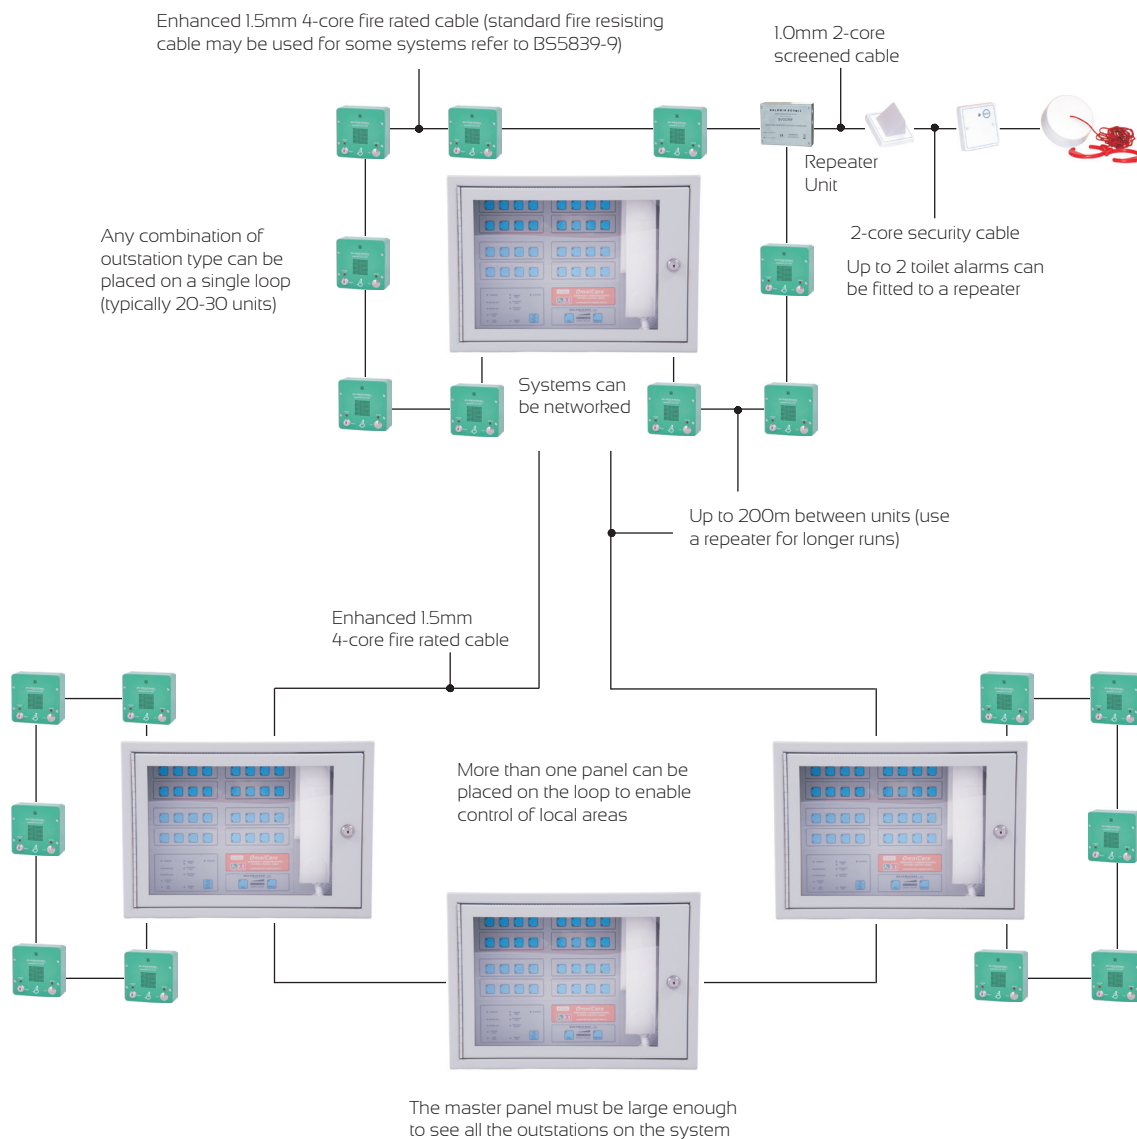 Enhanced 1.5mm 4-core fire rated cable (standard fire resisting
cable may be used for some systems refer to BS5839-9)
1.0mm 2-core
screened cable
Repeater
Unit
Any combination of
outstation type can be
placed on a single loop
(typically 20-30 units)
2-core security cable
Up to 2 toilet alarms can
be fitted to a repeater
Systems can
be networked
Up to 200m between units (use
a repeater for longer runs)
Enhanced 1.5mm
4-core fire rated cable
More than one panel can be
placed on the loop to enable
control of local areas
OmniCare
OmniCare
OmniCare
OmniCare
The master panel must be large enough
to see all the outstations on the system